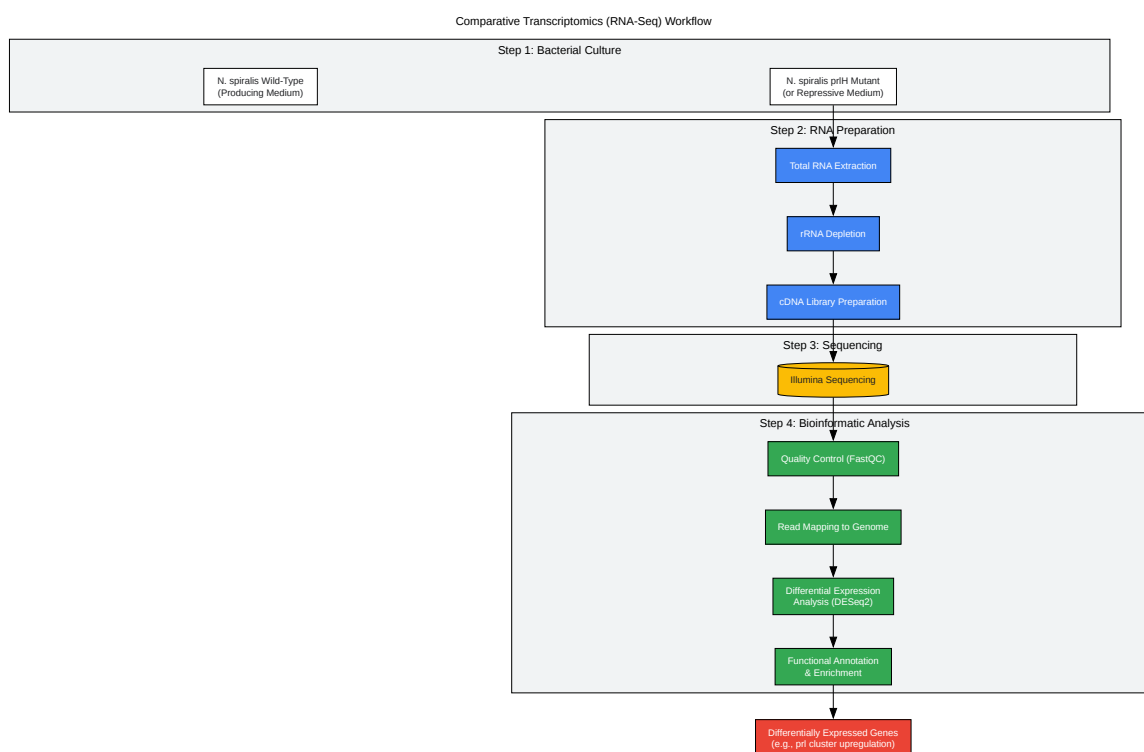 Comparative Transcriptomics (RNA-Seq) Workflow
Step 1: Bacterial Culture
N. spiralis Wild-Type
(Producing Medium)
N. spiralis prlH Mutant
(or Repressive Medium)
Step 2: RNA Preparation
Total RNA Extraction
rRNA Depletion
cDNA Library Preparation
Step 3: Sequencing
Illumina Sequencing
Step 4: Bioinformatic Analysis
Quality Control (FastQC)
Read Mapping to Genome
Differential Expression
Analysis (DESeq2)
Functional Annotation
& Enrichment
Differentially Expressed Genes
(e.g., prl cluster upregulation)